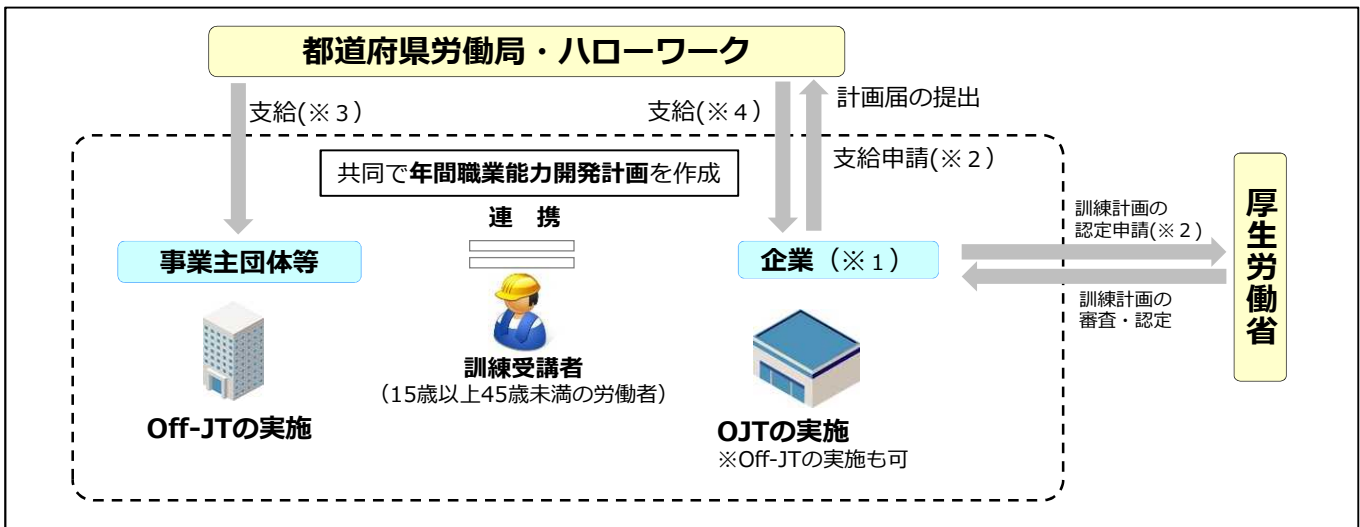 都道府県労働局・ハローワーク
支給(※３)
支給(※４)
計画届の提出
支給申請(※２)
共同で年間職業能力開発計画を作成
連　携
事業主団体等
企業（※１）
訓練計画の
認定申請(※２)
訓練計画の
審査・認定
厚生労働省
訓練受講者
（15歳以上45歳未満の労働者）
Off-JTの実施
OJTの実施
※Off-JTの実施も可